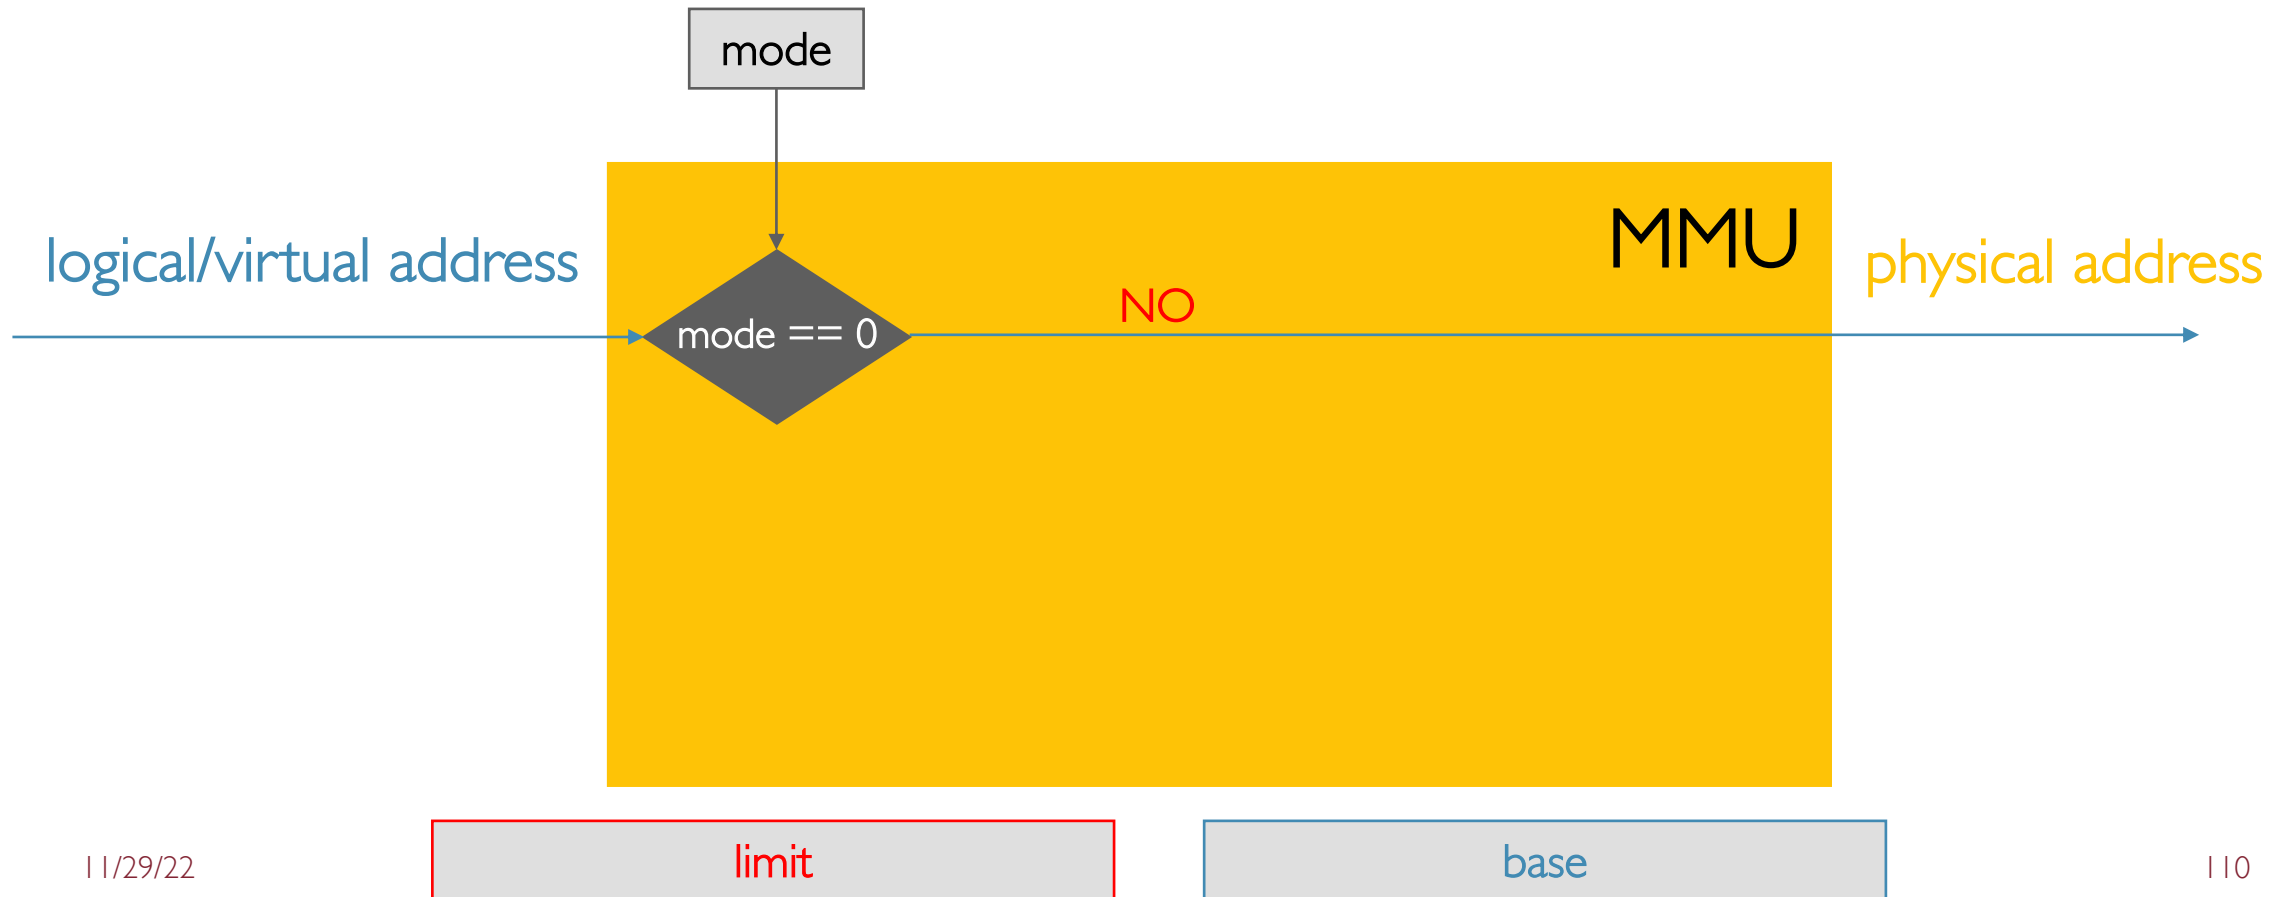 mode
MMU
logical/virtual address
physical address
NO
mode == 0
limit
base
11/29/22
110